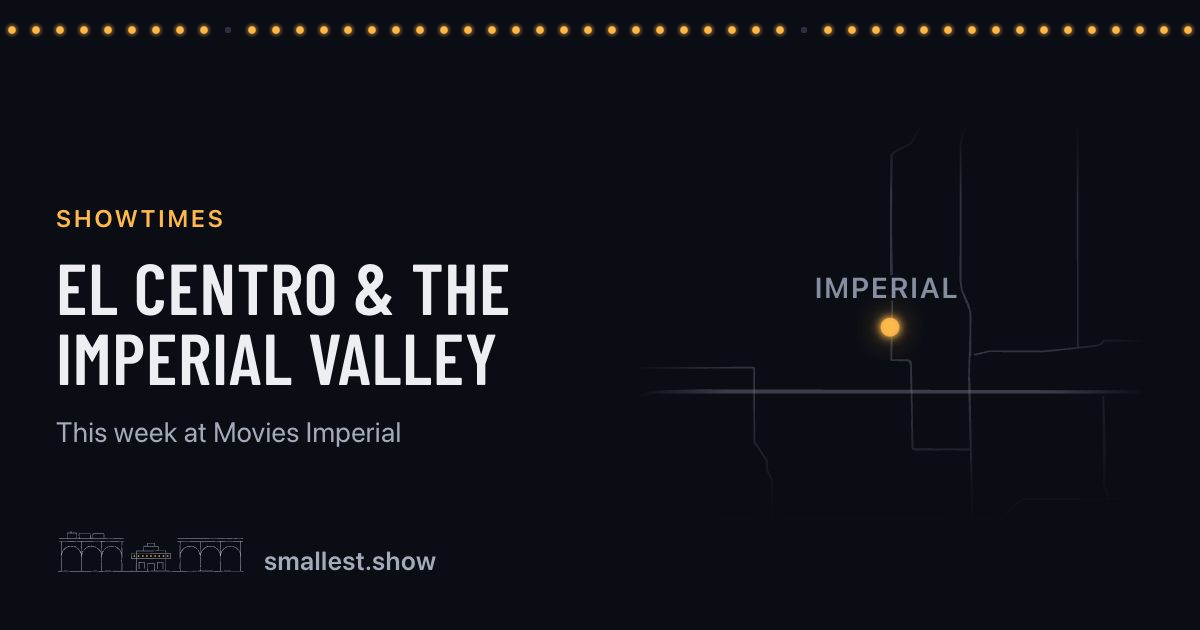 SHOWTIMES
EL CENTRO & THE
IMPERIAL VALLEY
This week at Movies Imperial
IMPERIAL
smallest.show